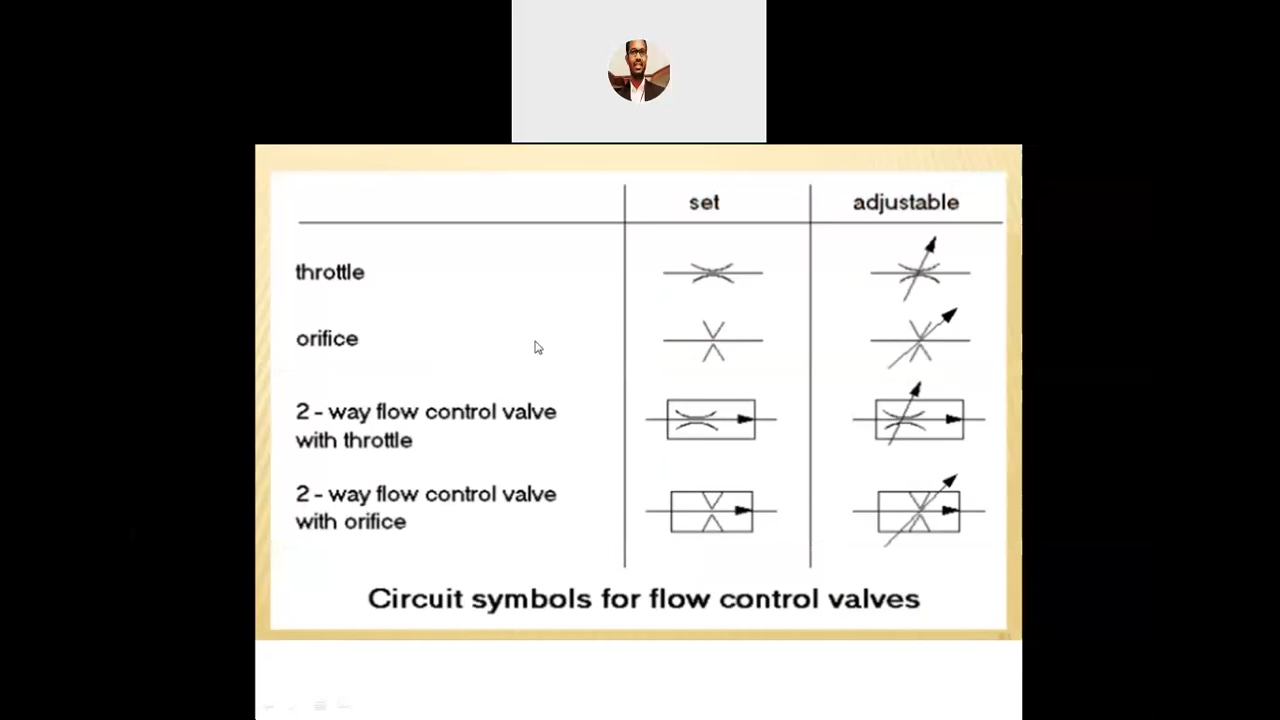 set adjustable
throttle
orifice
2 - way flow control valve
with throttle
2 - way flow control valve
with orifice
Circuit symbols for flow control valves